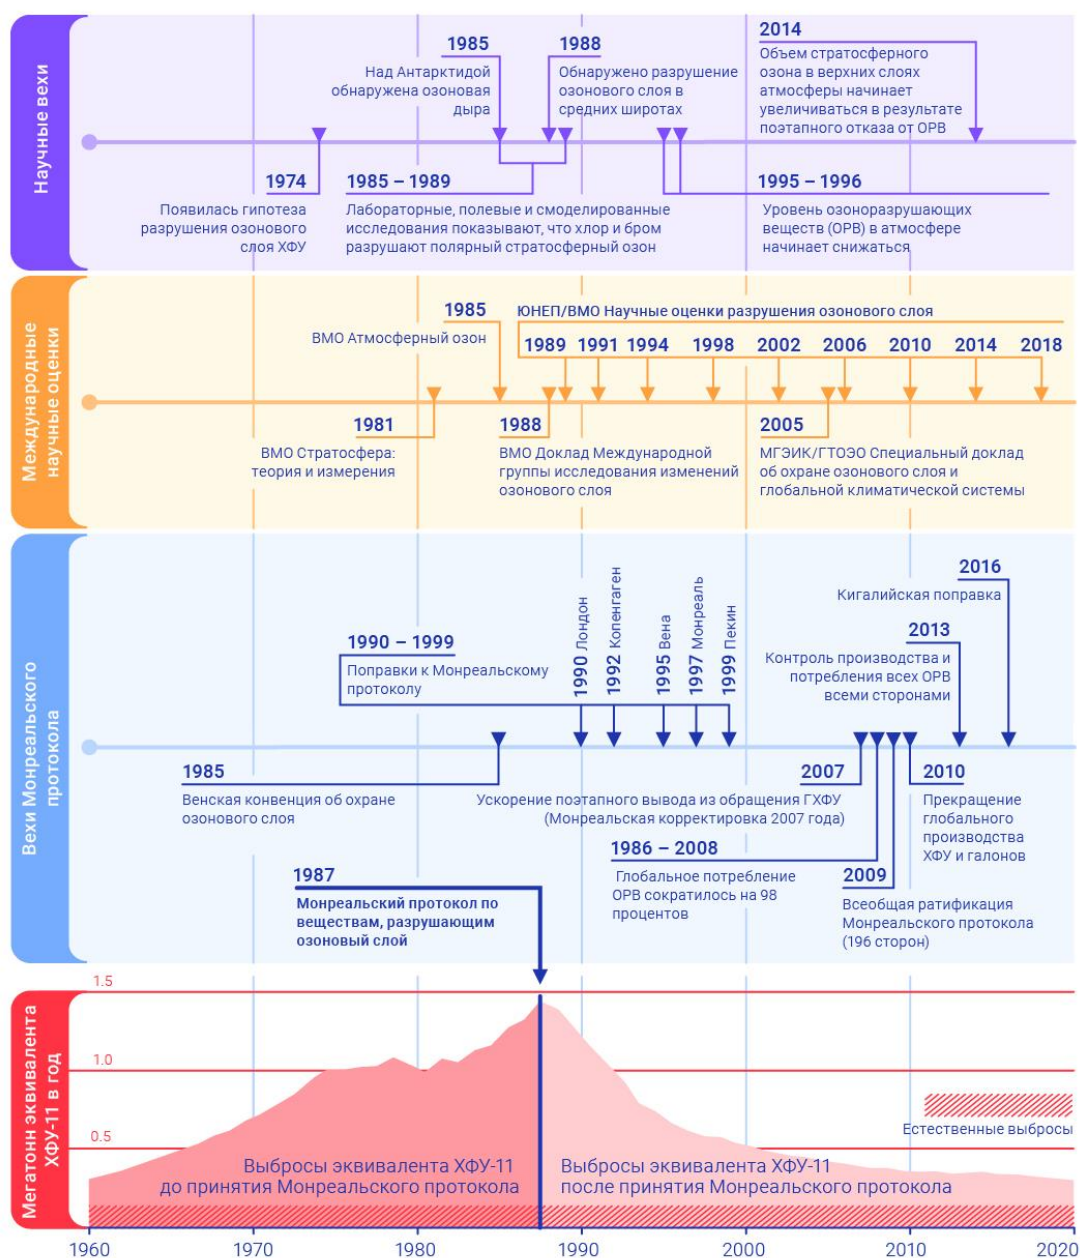 Научные вехи
1985
Над Антарктидой
обнаружена озоновая
дыра
1988
Обнаружено разрушение
озонового слоя в
средних широтах
2014
Объем стратосферного
озона в верхних слоях
атмосферы начинает
увеличиваться в результате
поэтапного отказа от ОРВ
1974
Появилась гипотеза
разрушения озонового
слоя ХФУ
1985 – 1989
Лабораторные, полевые и смоделированные
исследования показывают, что хлор и бром
разрушают полярный стратосферный озон
1995 – 1996
Уровень озоноразрушающих
веществ (ОРВ) в атмосфере
начинает снижаться
Международные
научные оценки
1985
ВМО Атмосферный озон
ЮНЕП/ВМО Научные оценки разрушения озонового слоя
1989 1991 1994 1998 2002 2006 2010 2014 2018
1981
ВМО Стратосфера:
теория и измерения
1988
ВМО Доклад Международной
группы исследования изменений
озонового слоя
2005
МГЭИК/ГТОЭО Специальный доклад
об охране озонового слоя и
глобальной климатической системы
Вехи Монреальского
протокола
1990 – 1999
Поправки к Монреальскому
протоколу
1990 Лондон
1992 Копенгаген
1995 Вена
1997 Монреаль
1999 Пекин
2016
Кигалийская поправка
2013
Контроль производства и
потребления всех ОРВ
всеми сторонами
1985
Венская конвенция об охране
озонового слоя
2007
Ускорение поэтапного вывода из обращения ГХФУ
(Монреальская корректировка 2007 года)
2010
Прекращение
глобального
производства
ХФУ и галонов
1986 – 2008
Глобальное потребление
ОРВ сократилось на 98
процентов
2009
Всеобщая ратификация
Монреальского протокола
(196 сторон)
1987
Монреальский протокол по
веществам, разрушающим
озоновый слой
Мегатонн эквивалента
ХФУ-11 в год
1.5
1.0
0.5
Естественные выбросы
Выбросы эквивалента ХФУ-11
до принятия Монреальского протокола
Выбросы эквивалента ХФУ-11
после принятия Монреальского протокола
1960 1970 1980 1990 2000 2010 2020